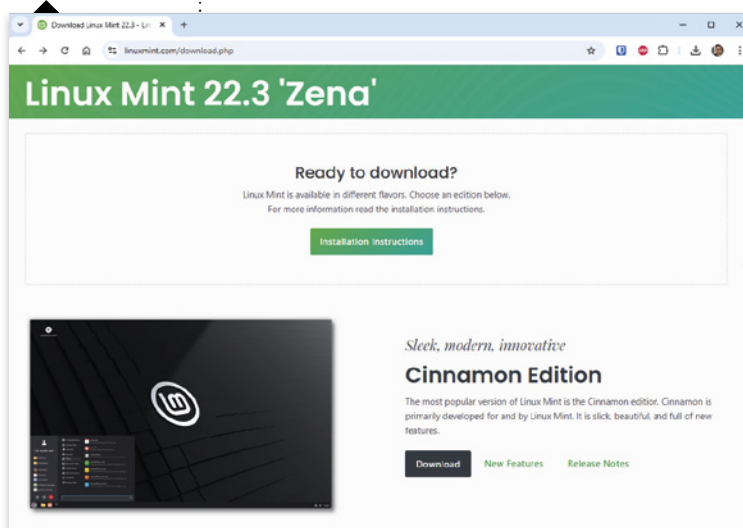 Download Linux Mint 22.3 - Lin
linuxmint.com/download.php
Linux Mint 22.3 'Zena'
Ready to download?
Linux Mint is available in different flavors. Choose an edition below.
For more information read the installation instructions.
Installation Instructions
Sleek, modern, innovative
Cinnamon Edition
The most popular version of Linux Mint is the Cinnamon edition. Cinnamon is
primarily developed for and by Linux Mint. It is slick, beautiful, and full of new
features.
Download New Features Release Notes